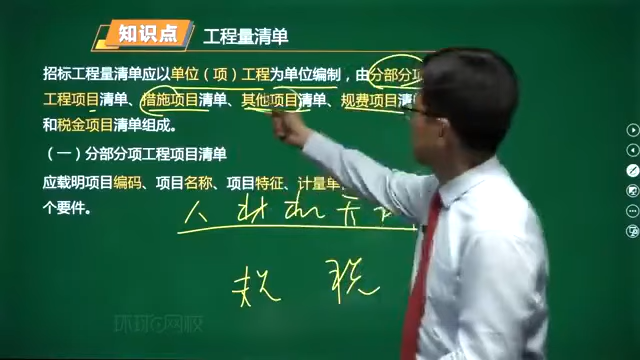 知识点 工程量清单
招标工程量清单应以单位（项）工程为单位编制，由分部分项
工程项目清单、措施项目清单、其他项目清单、规费项目清
和税金项目清单组成。
（一）分部分项工程项目清单
应载明项目编码、项目名称、项目特征、计量单
个要件。
人 材 机
规 税
环球网校